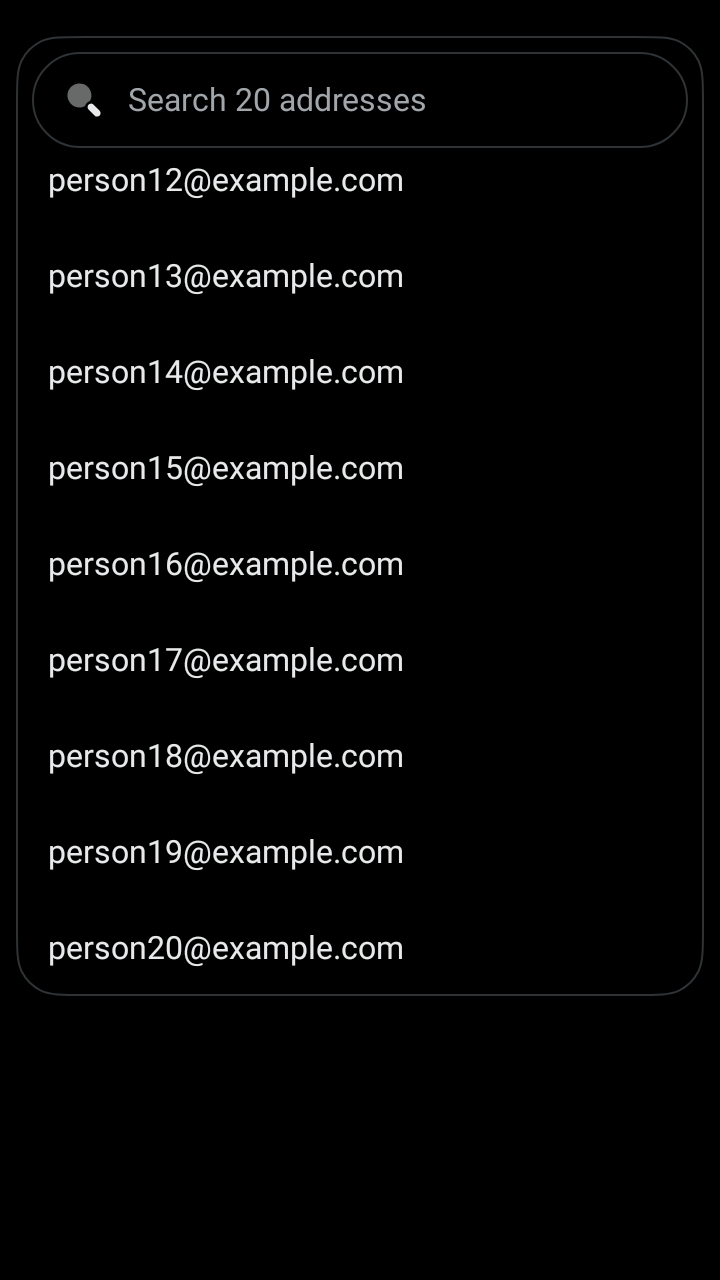 Search 20 addresses
person12@example.com
person13@example.com
person14@example.com
person15@example.com
person16@example.com
person17@example.com
person18@example.com
person19@example.com
person20@example.com